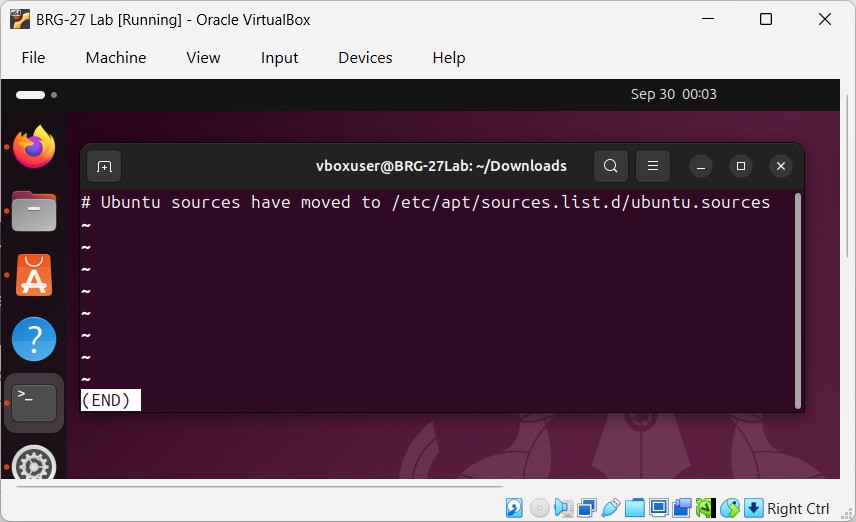 BRG-27 Lab [Running] - Oracle VirtualBox
File Machine View Input Devices Help
Sep 30 00:03
vboxuser@BRG-27Lab: ~/Downloads
# Ubuntu sources have moved to /etc/apt/sources.list.d/ubuntu.sources
~
~
~
~
~
~
~
~
(END)
Right Ctrl